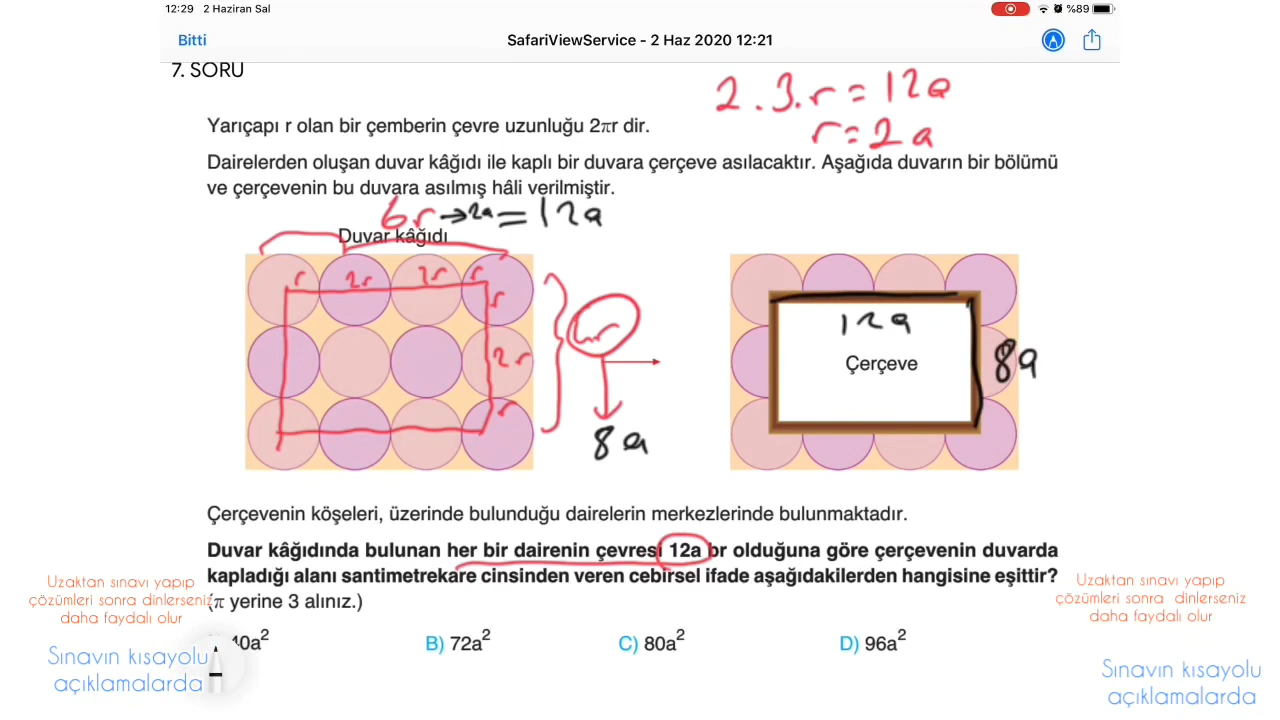 12:29 2 Haziran Sal
%89
Bitti
SafariViewService - 2 Haz 2020 12:21
7. SORU
2.3.r = 12a
r = 2a
Yarıçapı r olan bir çemberin çevre uzunluğu 2πr dir.
Dairelerden oluşan duvar kâğıdı ile kaplı bir duvara çerçeve asılacaktır. Aşağıda duvarın bir bölümü
ve çerçevenin bu duvara asılmış hâli verilmiştir.
6r → 2a = 12a
Duvar kâğıdı
r 2r 2r r
r
2r
r
4r
8a
12a
Çerçeve
8a
Çerçevenin köşeleri, üzerinde bulunduğu dairelerin merkezlerinde bulunmaktadır.
Duvar kâğıdında bulunan her bir dairenin çevresi 12a br olduğuna göre çerçevenin duvarda
kapladığı alanı santimetrekare cinsinden veren cebirsel ifade aşağıdakilerden hangisine eşittir?
(π yerine 3 alınız.)
40a²
B) 72a²
C) 80a²
D) 96a²
Uzaktan sınavı yapıp
çözümleri sonra dinlerseniz
daha faydalı olur
Sınavın kısayolu
açıklamalarda
Uzaktan sınavı yapıp
çözümleri sonra dinlerseniz
daha faydalı olur
Sınavın kısayolu
açıklamalarda